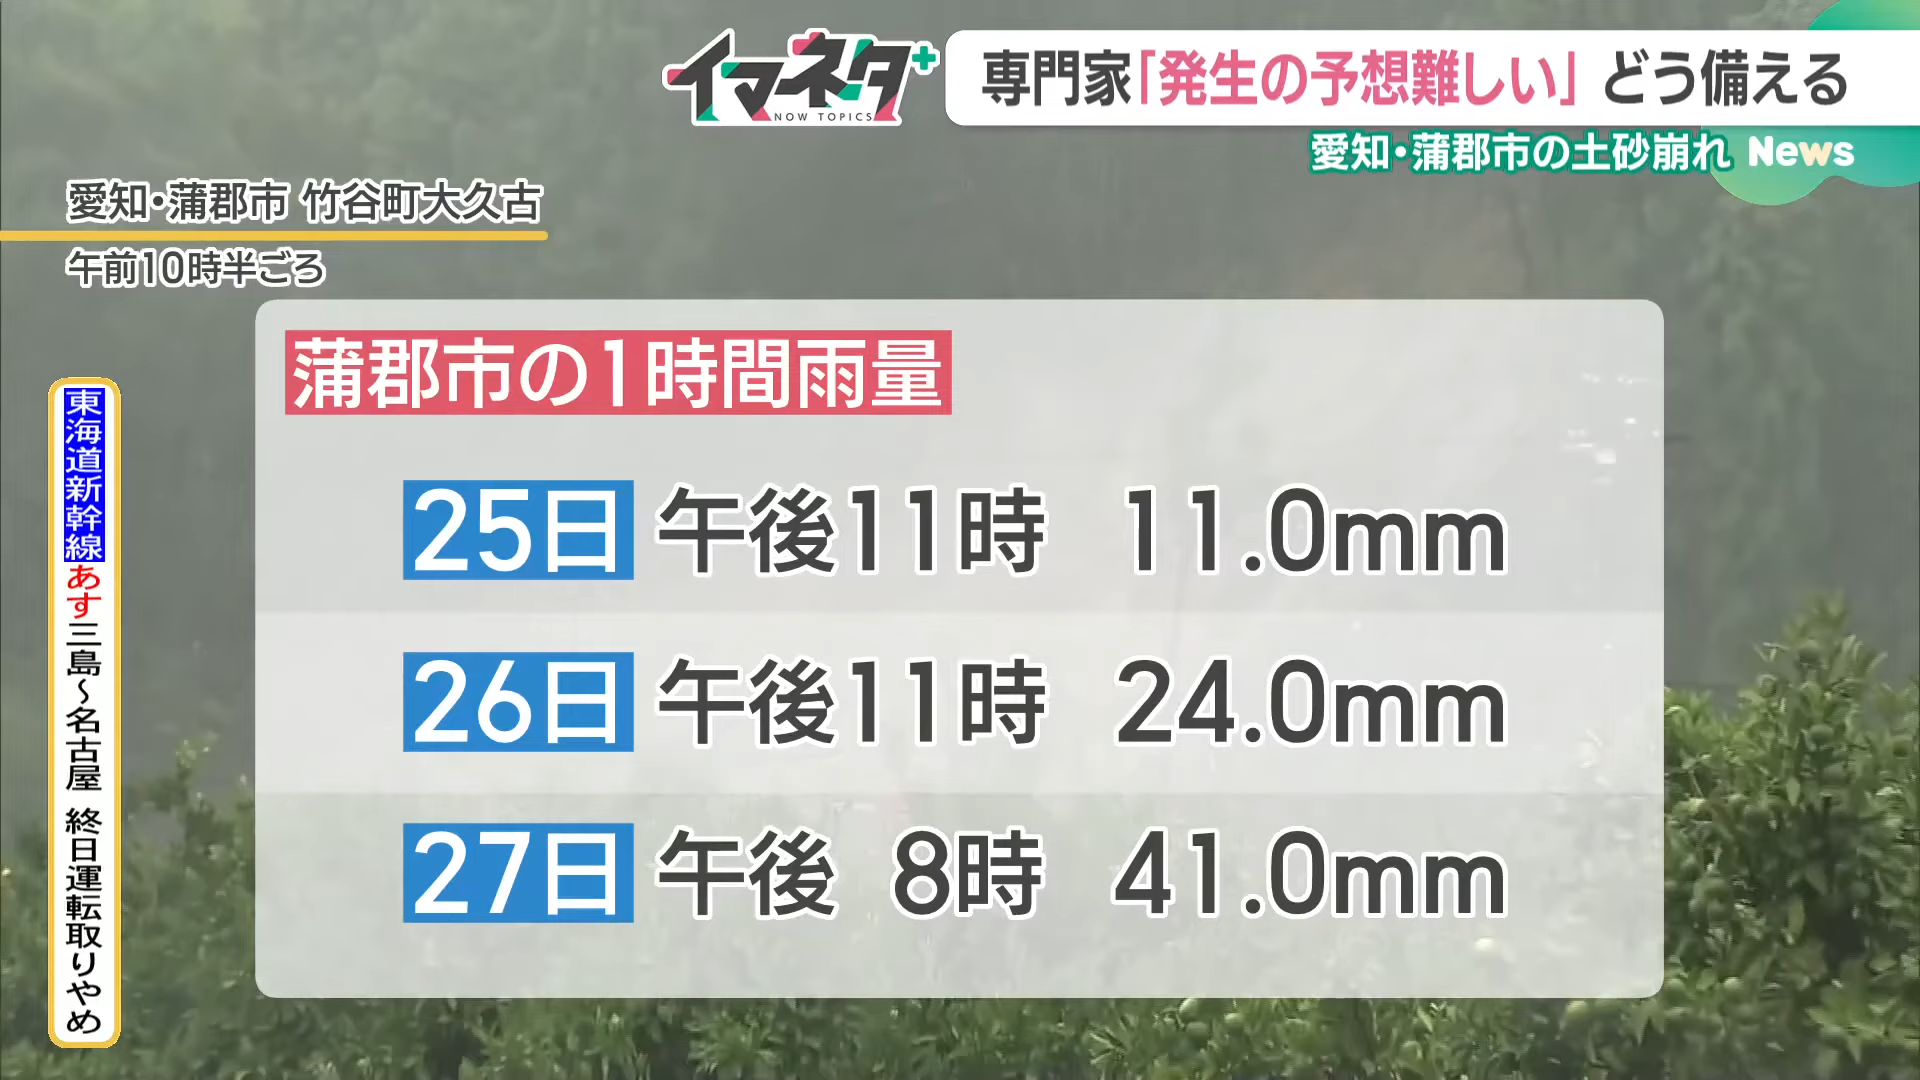 イマネタ+
NOW TOPICS
専門家「発生の予想難しい」 どう備える
愛知・蒲郡市の土砂崩れ News
愛知・蒲郡市 竹谷町大久古
午前10時半ごろ
蒲郡市の1時間雨量
25日 午後11時 11.0mm
26日 午後11時 24.0mm
27日 午後 8時 41.0mm
東海道新幹線あす三島～名古屋 終日運転取りやめ